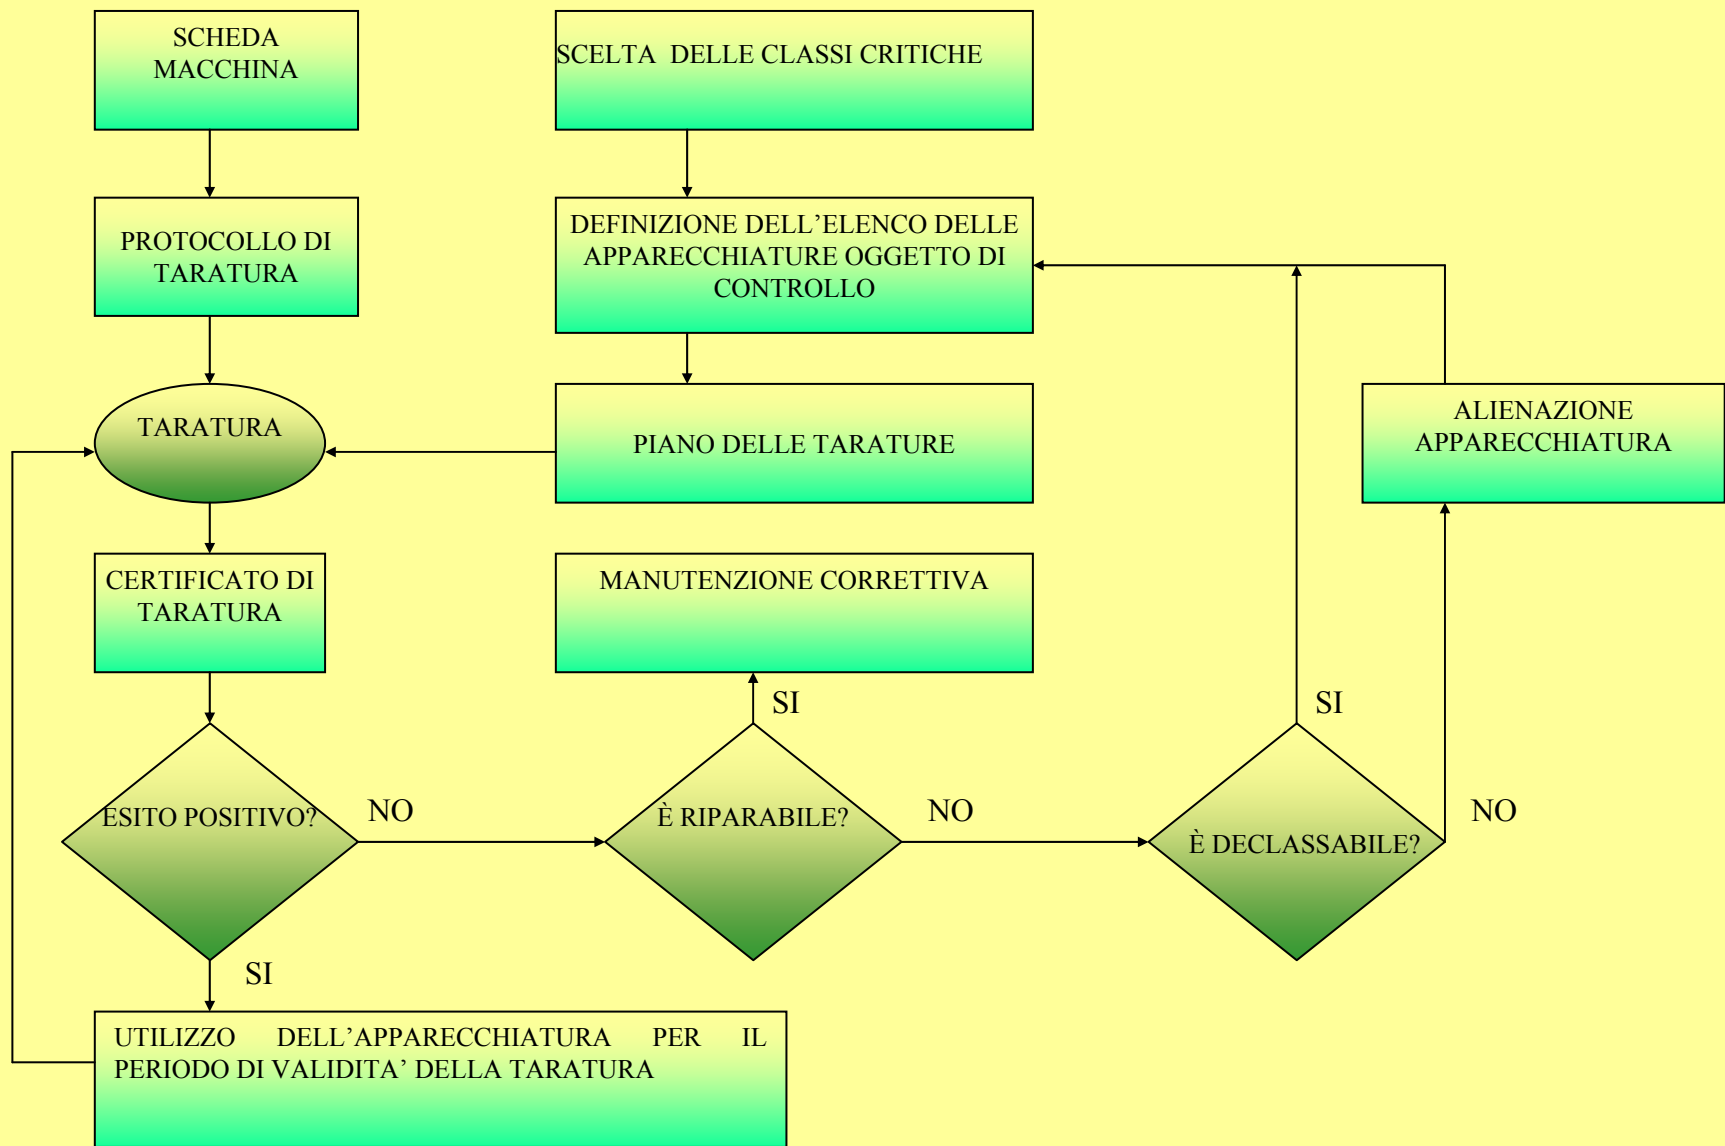 SCHEDA
MACCHINA
SCELTA DELLE CLASSI CRITICHE
PROTOCOLLO DI
TARATURA
DEFINIZIONE DELL’ELENCO DELLE
APPARECCHIATURE OGGETTO DI
CONTROLLO
TARATURA
PIANO DELLE TARATURE
ALIENAZIONE
APPARECCHIATURA
CERTIFICATO DI
TARATURA
MANUTENZIONE CORRETTIVA
SI
SI
ESITO POSITIVO?
NO
È RIPARABILE?
NO
È DECLASSABILE?
NO
SI
UTILIZZO DELL’APPARECCHIATURA PER IL
PERIODO DI VALIDITA’ DELLA TARATURA